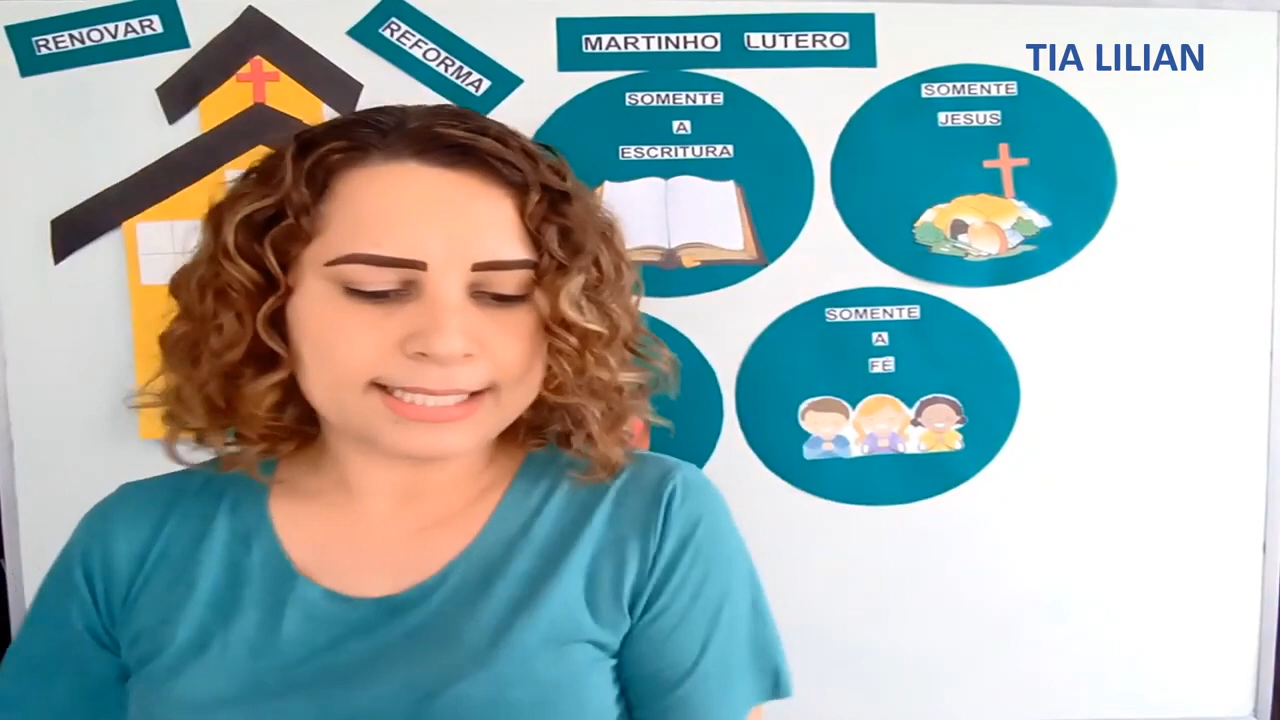 RENOVAR
REFORMA
MARTINHO LUTERO
TIA LILIAN
SOMENTE
A
ESCRITURA
SOMENTE
JESUS
SOMENTE
A
FÉ